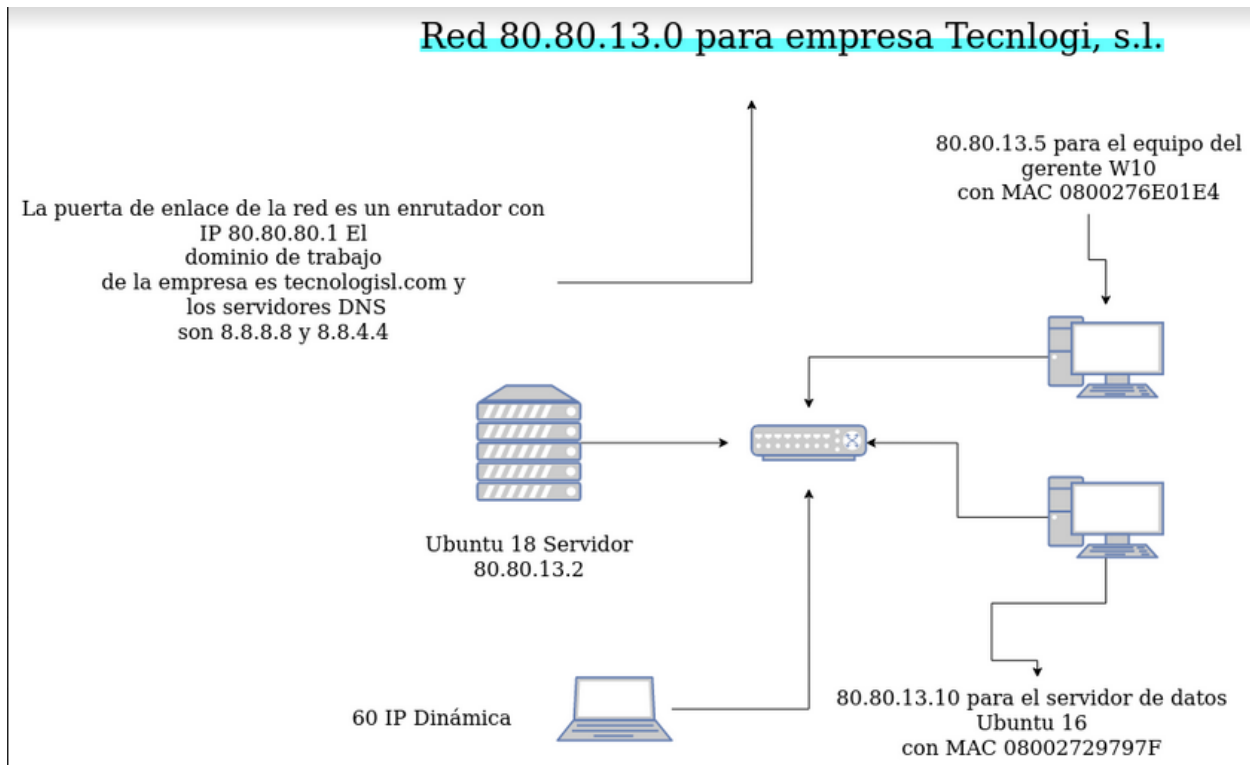 Red 80.80.13.0 para empresa Tecnlogi, s.l.
La puerta de enlace de la red es un enrutador con
IP 80.80.80.1 El
dominio de trabajo
de la empresa es tecnologisl.com y
los servidores DNS
son 8.8.8.8 y 8.8.4.4
80.80.13.5 para el equipo del
gerente W10
con MAC 0800276E01E4
Ubuntu 18 Servidor
80.80.13.2
60 IP Dinámica
80.80.13.10 para el servidor de datos
Ubuntu 16
con MAC 08002729797F